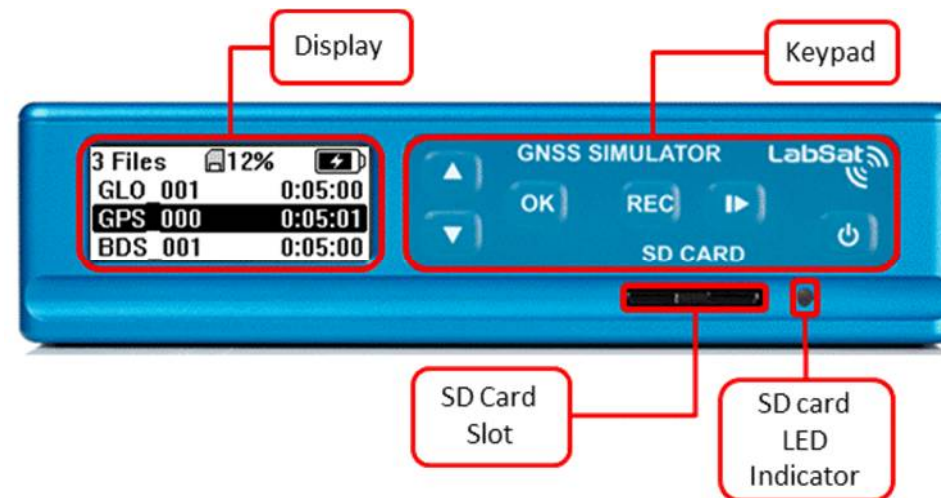 Display
Keypad
3 Files 12%
GLO_001 0:05:00
GPS_000 0:05:01
BDS_001 0:05:00
GNSS SIMULATOR
LabSat
OK
REC
SD CARD
SD Card
Slot
SD card
LED
Indicator